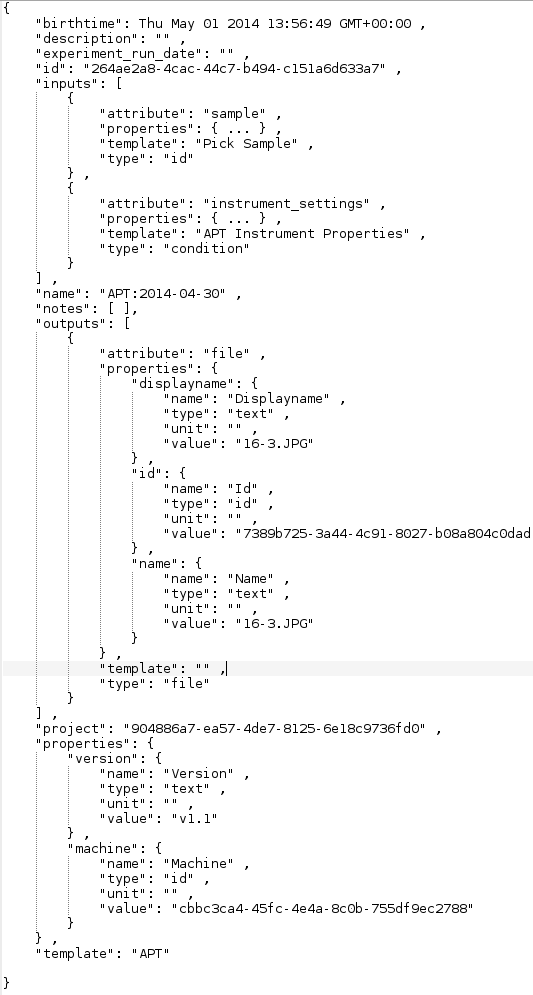 {
    "birthtime": Thu May 01 2014 13:56:49 GMT+00:00 ,
    "description": "" ,
    "experiment_run_date": "" ,
    "id": "264ae2a8-4cac-44c7-b494-c151a6d633a7" ,
    "inputs": [
        {
            "attribute": "sample" ,
            "properties": { ... } ,
            "template": "Pick Sample" ,
            "type": "id"
        } ,
        {
            "attribute": "instrument_settings" ,
            "properties": { ... } ,
            "template": "APT Instrument Properties" ,
            "type": "condition"
        }
    ] ,
    "name": "APT:2014-04-30" ,
    "notes": [ ],
    "outputs": [
        {
            "attribute": "file" ,
            "properties": {
                "displayname": {
                    "name": "Displayname" ,
                    "type": "text" ,
                    "unit": "" ,
                    "value": "16-3.JPG"
                } ,
                "id": {
                    "name": "Id" ,
                    "type": "id" ,
                    "unit": "" ,
                    "value": "7389b725-3a44-4c91-8027-b08a804c0dad
                } ,
                "name": {
                    "name": "Name" ,
                    "type": "text" ,
                    "unit": "" ,
                    "value": "16-3.JPG"
                }
            } ,
            "template": "" ,
            "type": "file"
        }
    ] ,
    "project": "904886a7-ea57-4de7-8125-6e18c9736fd0" ,
    "properties": {
        "version": {
            "name": "Version" ,
            "type": "text" ,
            "unit": "" ,
            "value": "v1.1"
        } ,
        "machine": {
            "name": "Machine" ,
            "type": "id" ,
            "unit": "" ,
            "value": "cbbc3ca4-45fc-4e4a-8c0b-755df9ec2788"
        }
    } ,
    "template": "APT"
}